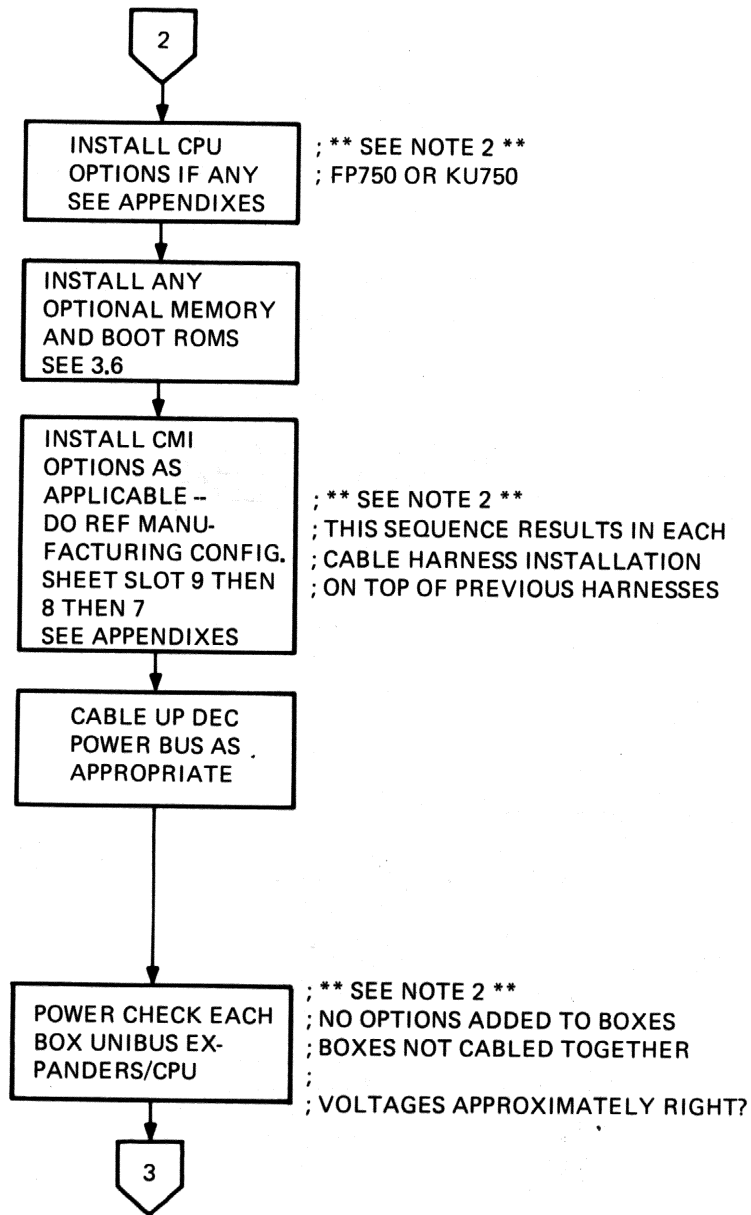 2
INSTALL CPU
OPTIONS IF ANY
SEE APPENDIXES
; ** SEE NOTE 2 **
; FP750 OR KU750
INSTALL ANY
OPTIONAL MEMORY
AND BOOT ROMS
SEE 3.6
INSTALL CMI
OPTIONS AS
APPLICABLE --
DO REF MANU-
FACTURING CONFIG.
SHEET SLOT 9 THEN
8 THEN 7
SEE APPENDIXES
; ** SEE NOTE 2 **
; THIS SEQUENCE RESULTS IN EACH
; CABLE HARNESS INSTALLATION
; ON TOP OF PREVIOUS HARNESSES
CABLE UP DEC
POWER BUS AS
APPROPRIATE
POWER CHECK EACH
BOX UNIBUS EX-
PANDERS/CPU
; ** SEE NOTE 2 **
; NO OPTIONS ADDED TO BOXES
; BOXES NOT CABLED TOGETHER
;
; VOLTAGES APPROXIMATELY RIGHT?
3